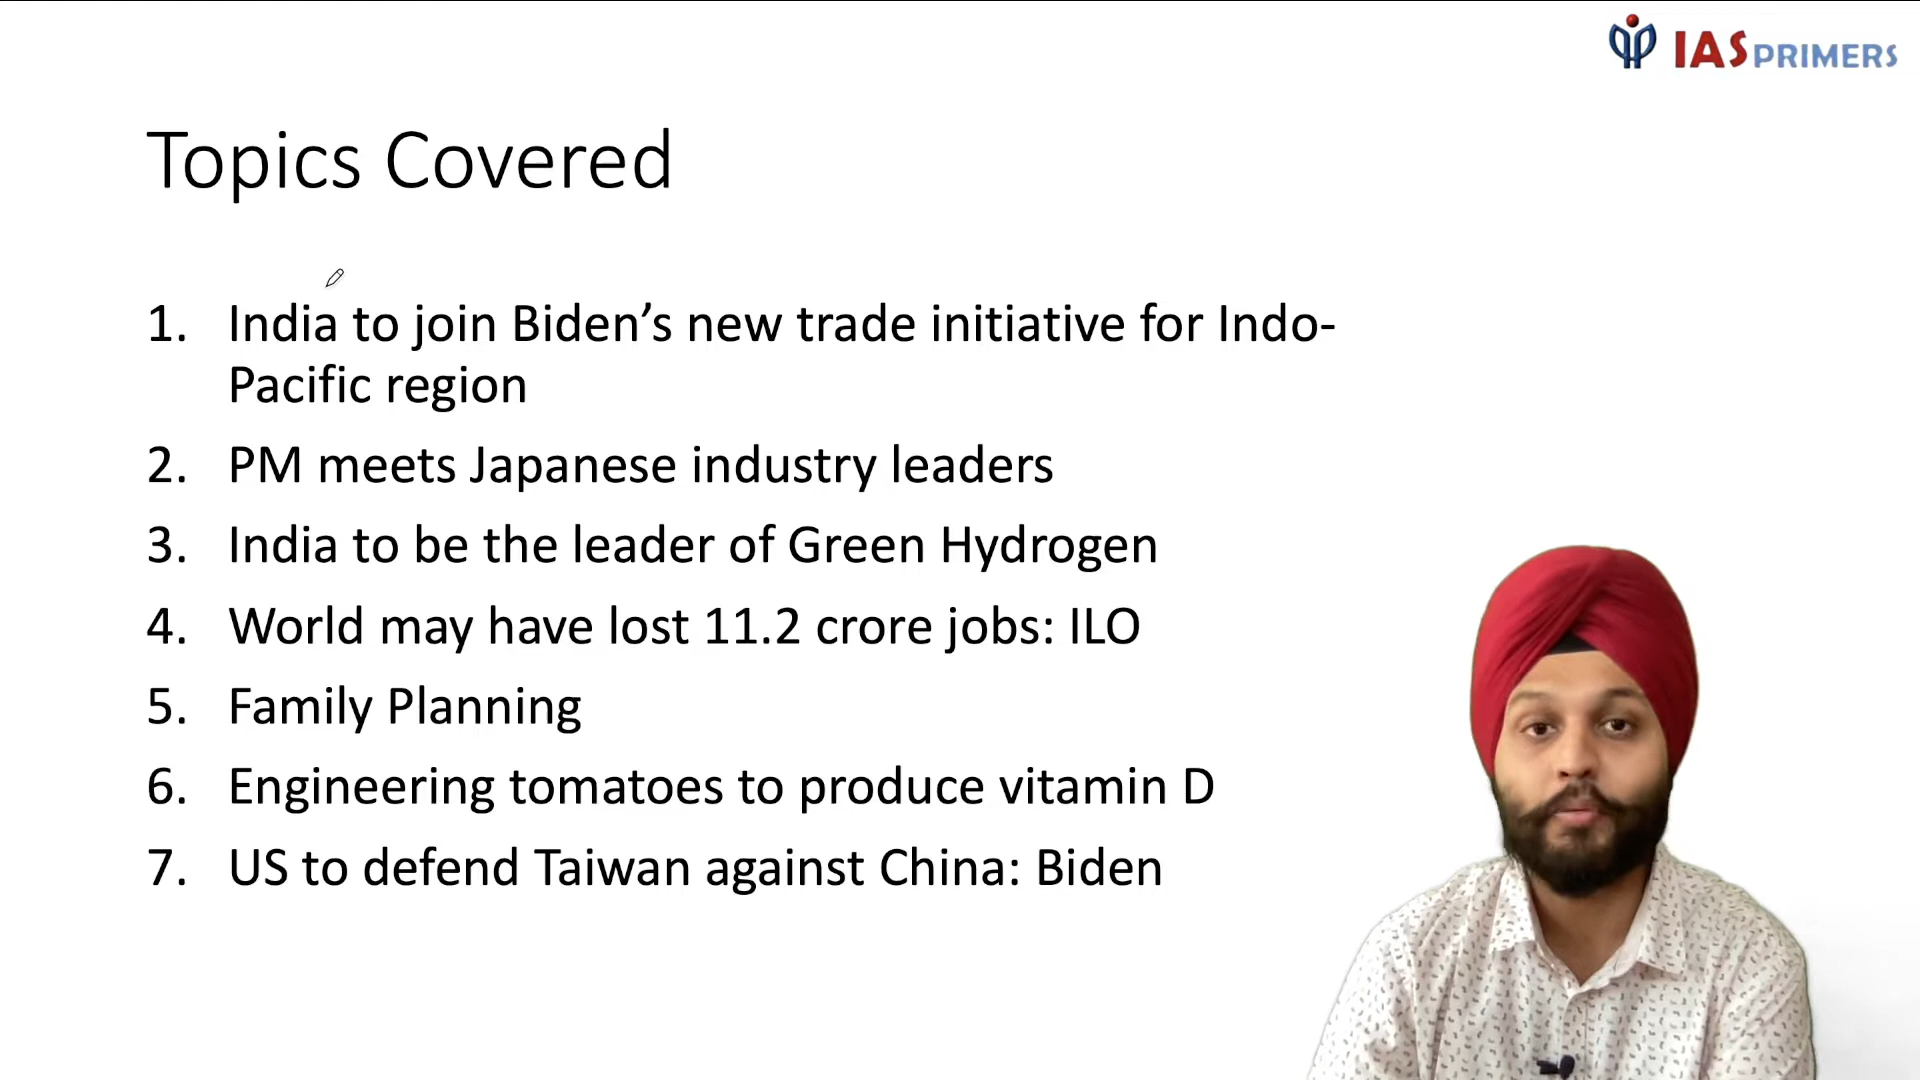 IAS PRIMERS
Topics Covered
1. India to join Biden’s new trade initiative for Indo-
Pacific region
2. PM meets Japanese industry leaders
3. India to be the leader of Green Hydrogen
4. World may have lost 11.2 crore jobs: ILO
5. Family Planning
6. Engineering tomatoes to produce vitamin D
7. US to defend Taiwan against China: Biden